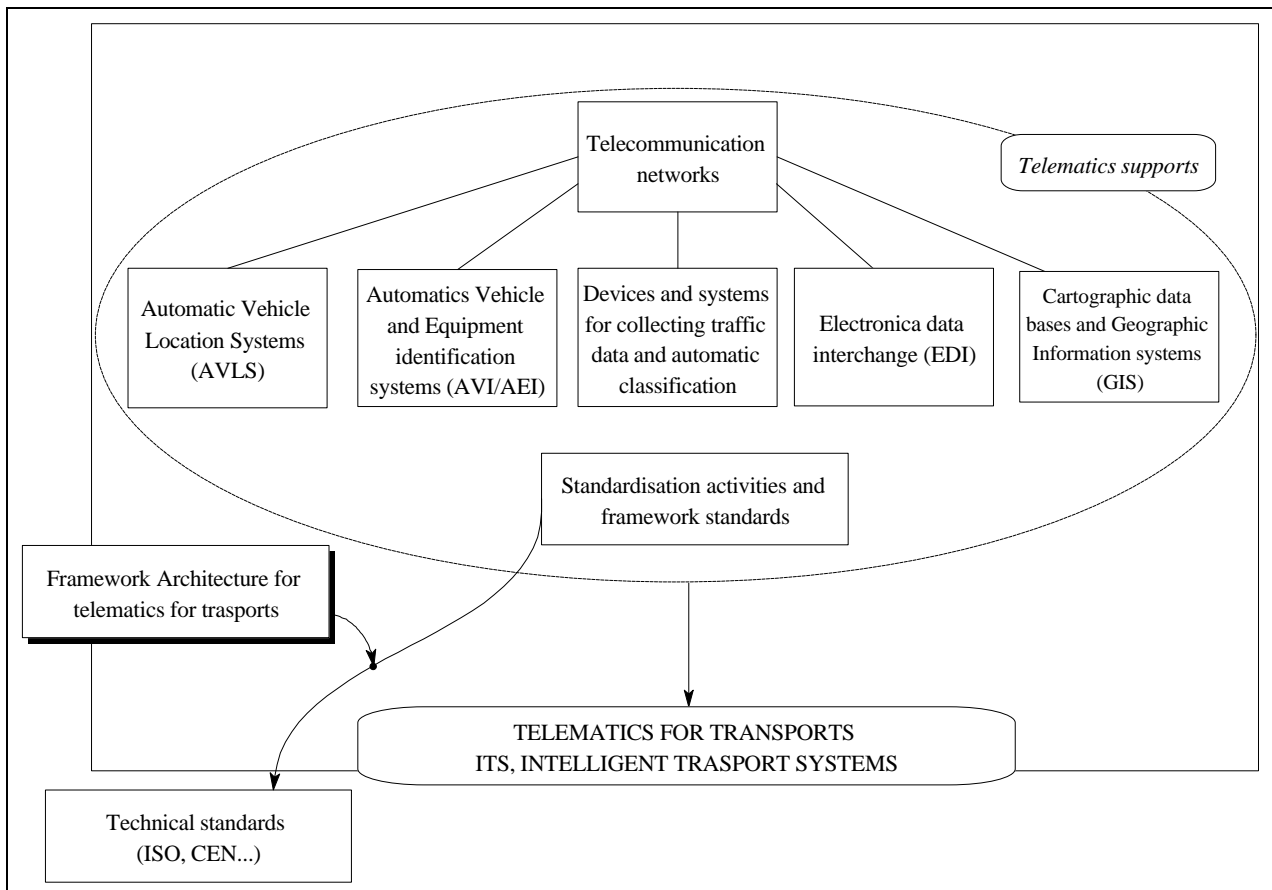 Telecommunication
networks
Telematics supports
Automatic Vehicle
Location Systems
(AVLS)
Automatics Vehicle
and Equipment
identification
systems (AVI/AEI)
Devices and systems
for collecting traffic
data and automatic
classification
Electronica data
interchange (EDI)
Cartographic data
bases and Geographic
Information systems
(GIS)
Standardisation activities and
framework standards
Framework Architecture for
telematics for trasports
TELEMATICS FOR TRANSPORTS
ITS, INTELLIGENT TRASPORT SYSTEMS
Technical standards
(ISO, CEN...)